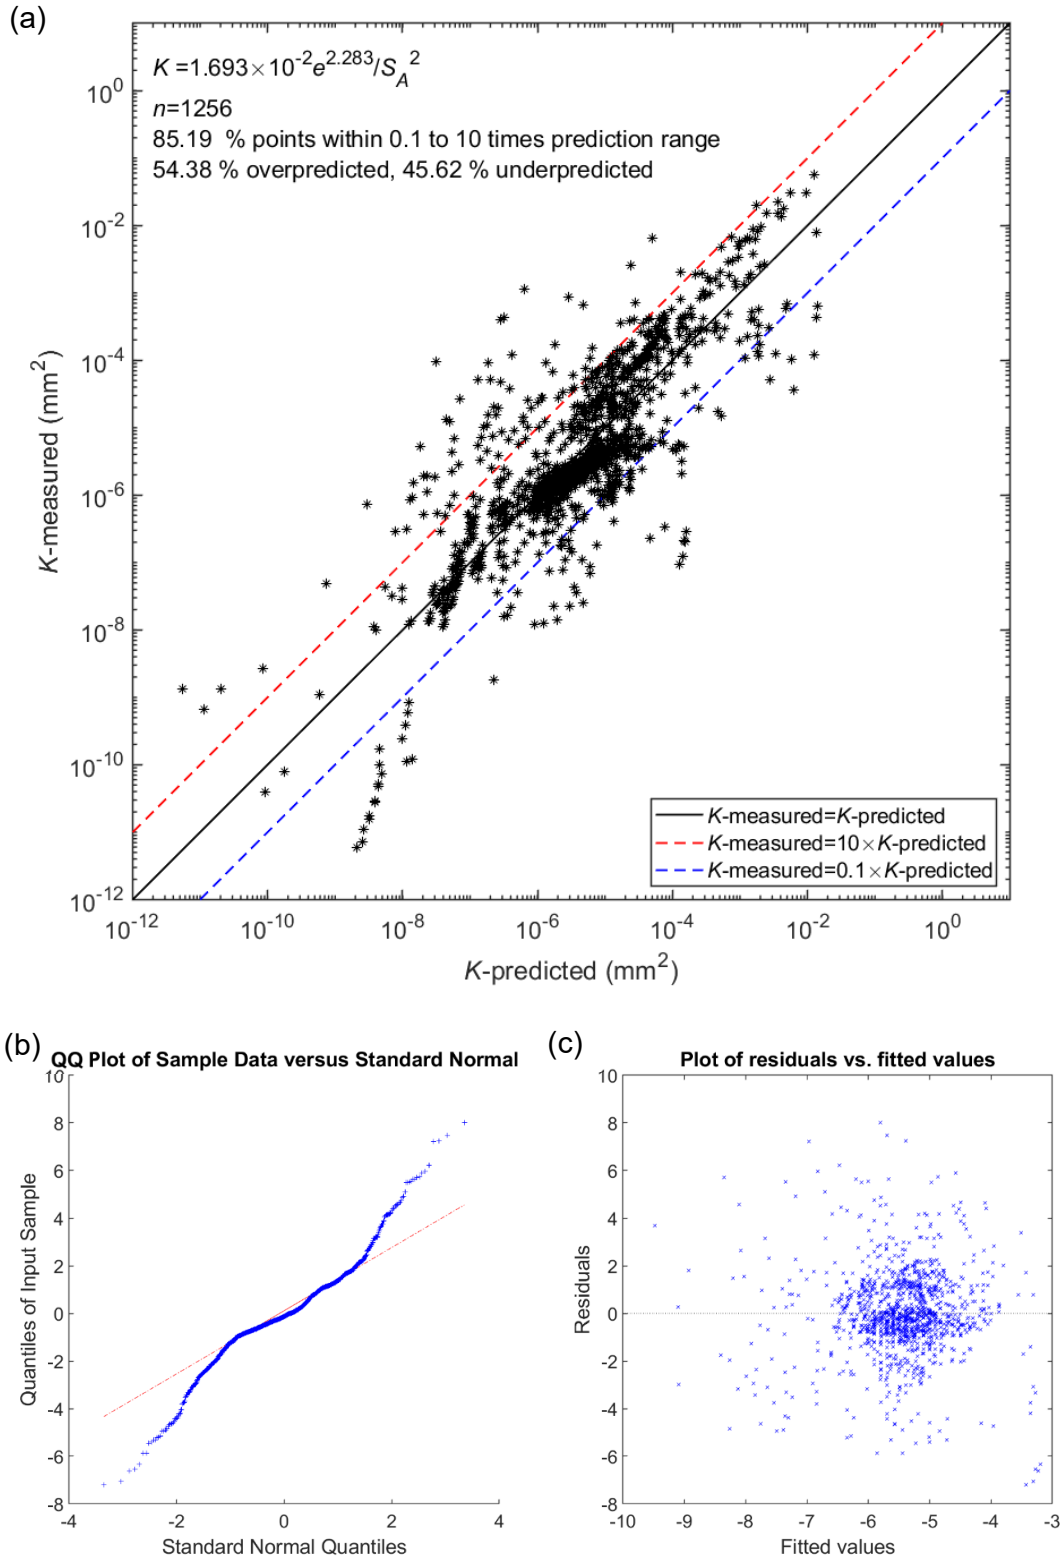 (a)
K =1.693×10⁻²e²·²⁸³/S_A²
n=1256
85.19 % points within 0.1 to 10 times prediction range
54.38 % overpredicted, 45.62 % underpredicted
10⁰
10⁻²
10⁻⁴
10⁻⁶
10⁻⁸
10⁻¹⁰
10⁻¹²
K-measured (mm²)
K-measured=K-predicted
K-measured=10×K-predicted
K-measured=0.1×K-predicted
10⁻¹² 10⁻¹⁰ 10⁻⁸ 10⁻⁶ 10⁻⁴ 10⁻² 10⁰
K-predicted (mm²)
(b)
QQ Plot of Sample Data versus Standard Normal
10
8
6
4
2
0
-2
-4
-6
-8
Quantiles of Input Sample
-4 -2 0 2 4
Standard Normal Quantiles
(c)
Plot of residuals vs. fitted values
10
8
6
4
2
0
-2
-4
-6
-8
Residuals
-10 -9 -8 -7 -6 -5 -4 -3
Fitted values